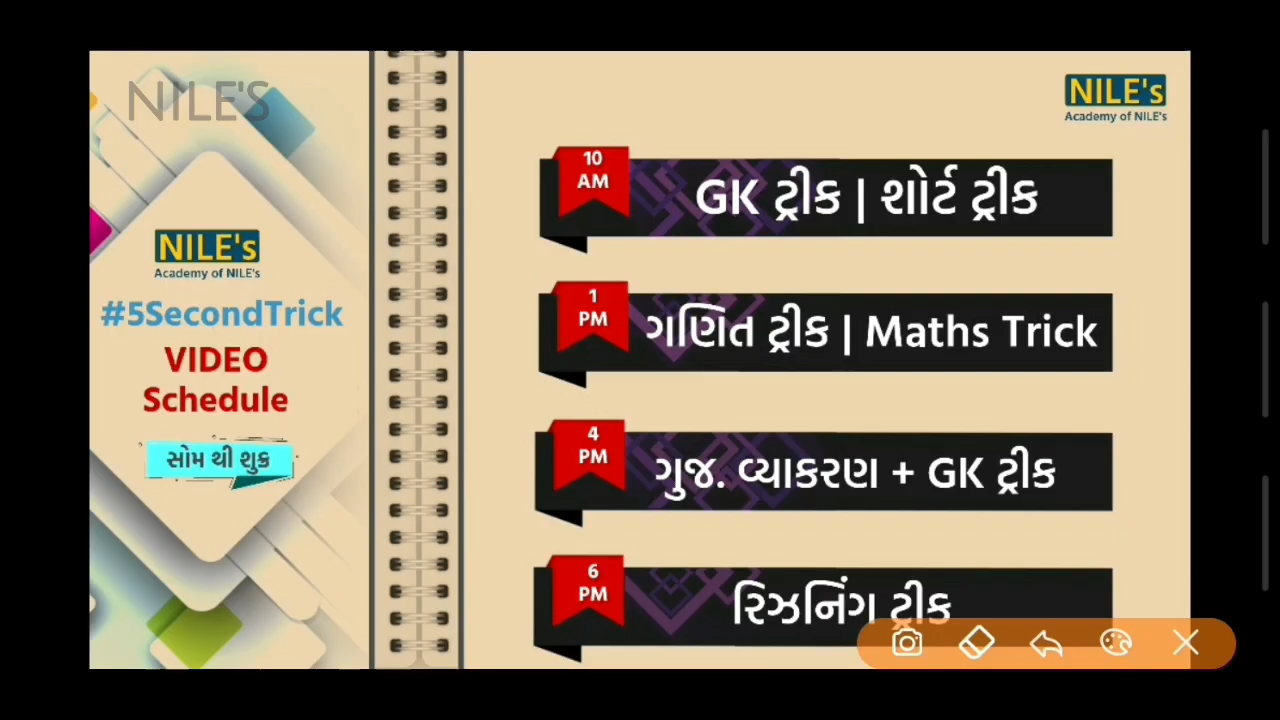 NILE'S
NILE's
Academy of NILE's
#5SecondTrick
VIDEO
Schedule
સોમ થી શુક્ર
NILE's
Academy of NILE's
10
AM
GK ટ્રીક | શોર્ટ ટ્રીક
1
PM
ગણિત ટ્રીક | Maths Trick
4
PM
ગુજ. વ્યાકરણ + GK ટ્રીક
6
PM
રિઝનિંગ ટ્રીક